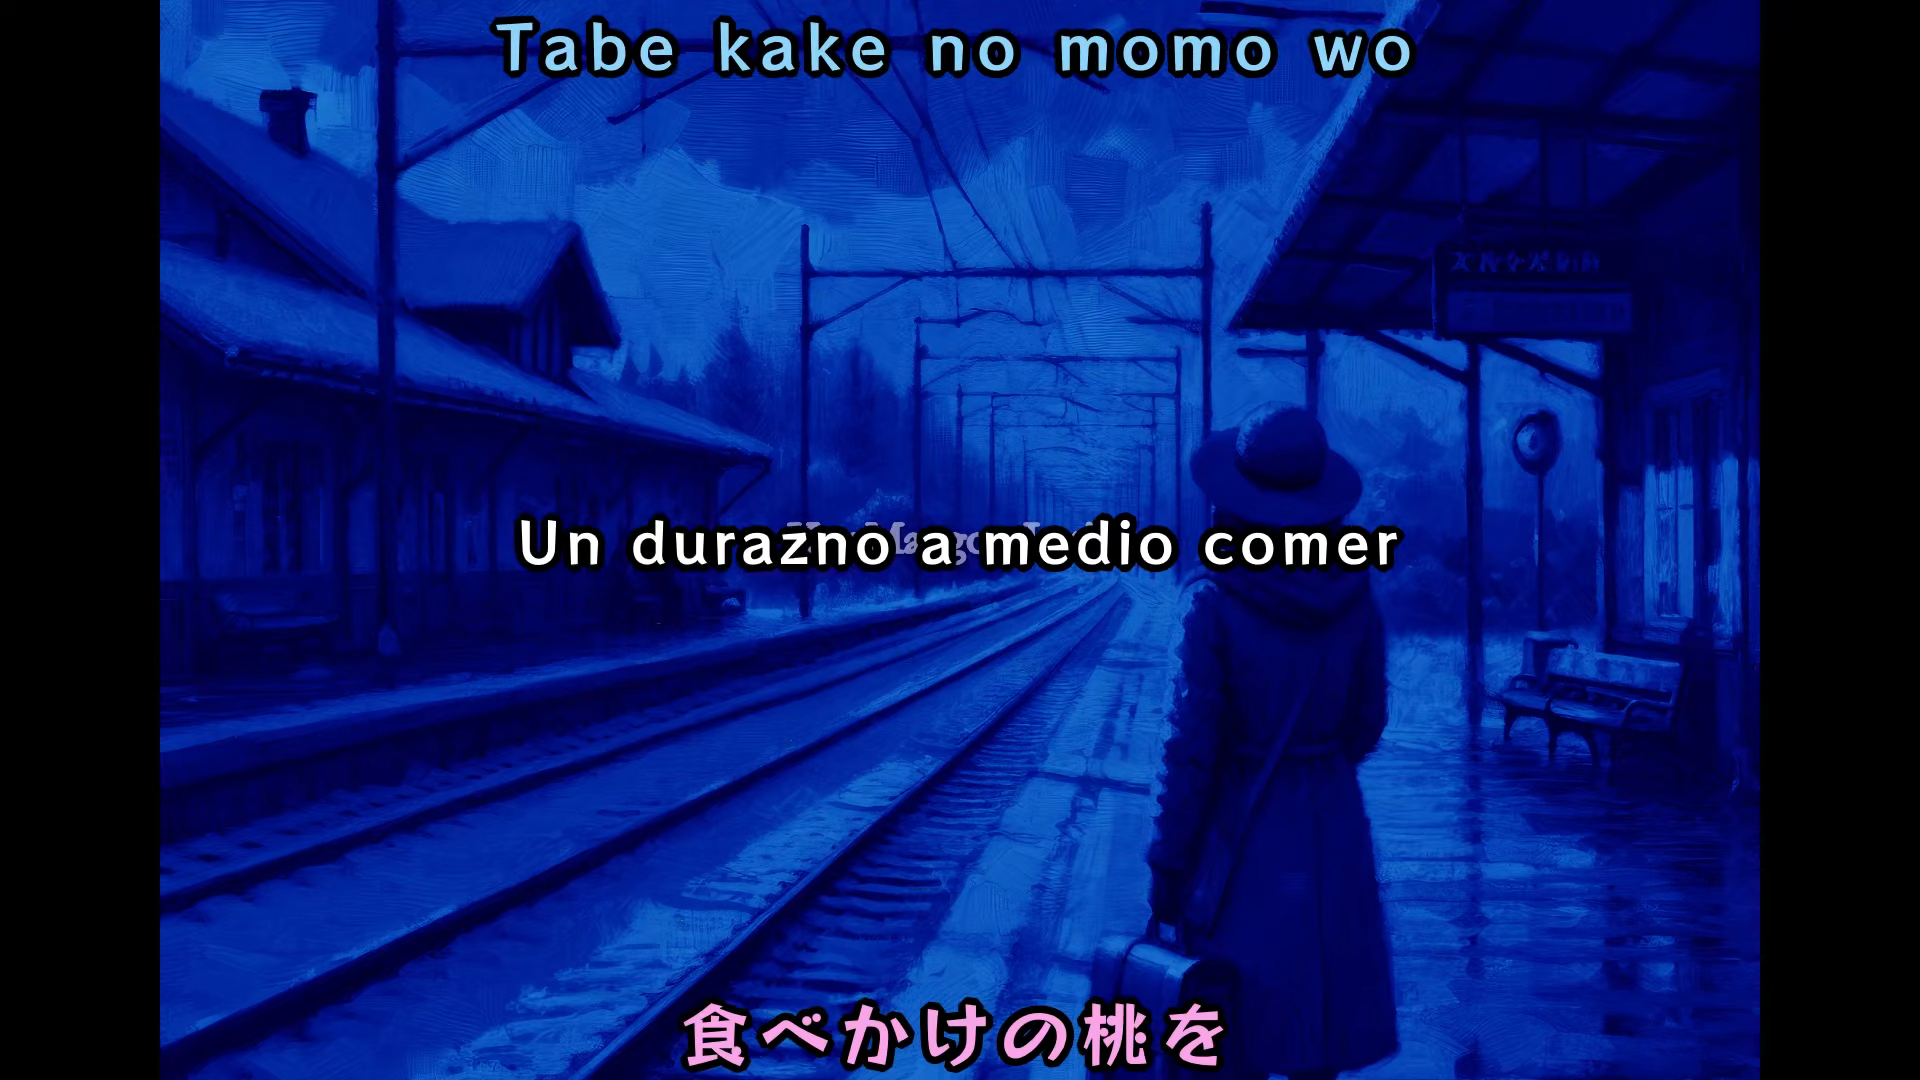 Tabe kake no momo wo
Un durazno a medio comer
食べかけの桃を